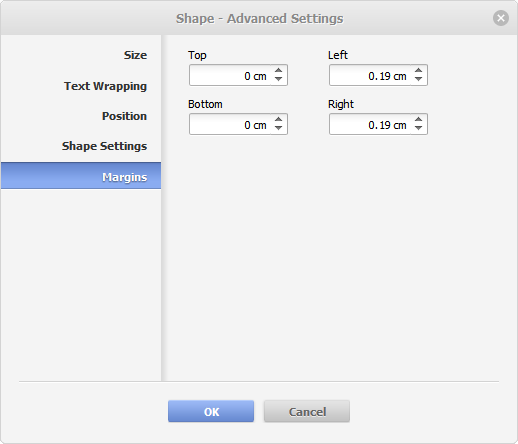 Shape - Advanced Settings
Size
Text Wrapping
Position
Shape Settings
Margins
Top Left
0 cm 0.19 cm
Bottom Right
0 cm 0.19 cm
OK Cancel